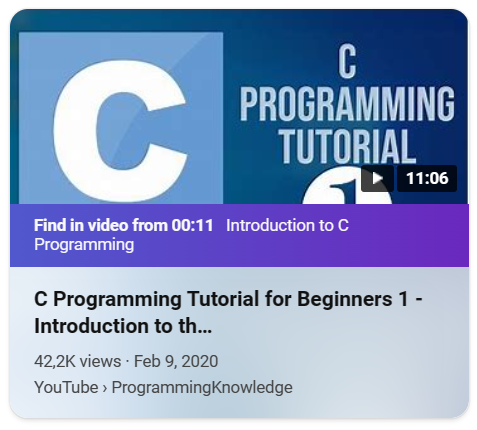 C
C
PROGRAMMING
TUTORIAL
1
11:06
Find in video from 00:11 Introduction to C
Programming
C Programming Tutorial for Beginners 1 -
Introduction to th...
42,2K views · Feb 9, 2020
YouTube › ProgrammingKnowledge